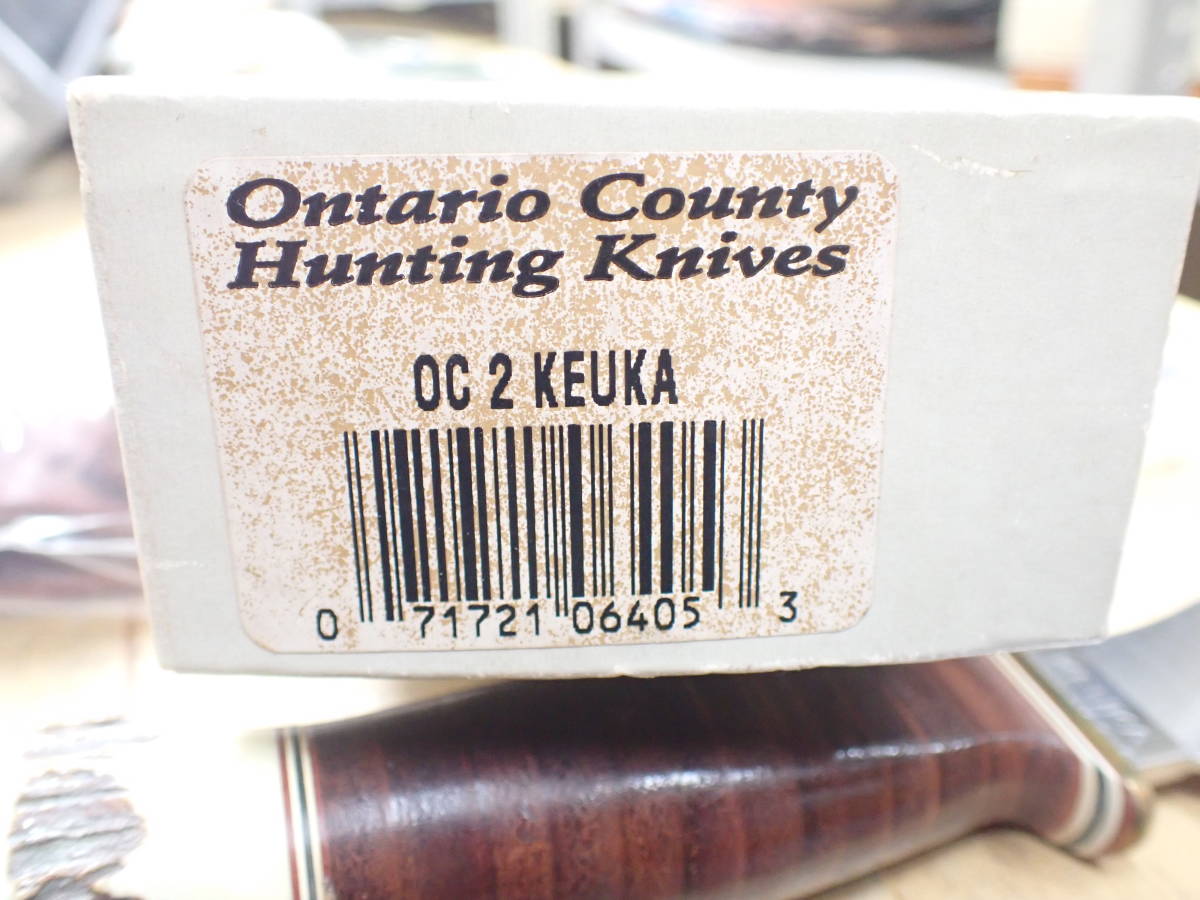 Ontario County
Hunting Knives
OC 2 KEUKA
0 71721 06405 3